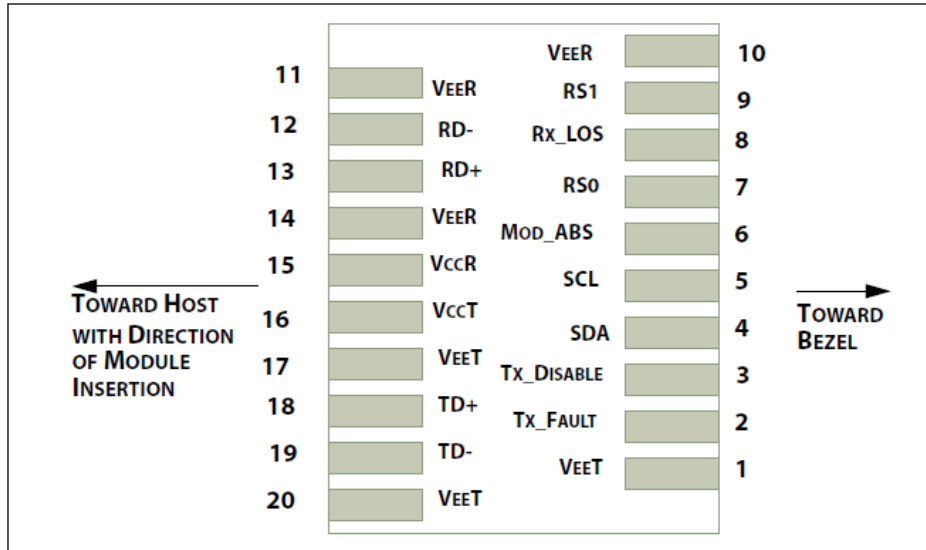 VEER 10
11 VEER RS1 9
12 RD- RX_LOS 8
13 RD+ RS0 7
14 VEER MOD_ABS 6
15 VCCR SCL 5
16 VCCT SDA 4
17 VEET TX_DISABLE 3
18 TD+ TX_FAULT 2
19 TD- VEET 1
20 VEET
TOWARD HOST
WITH DIRECTION
OF MODULE
INSERTION
TOWARD
BEZEL